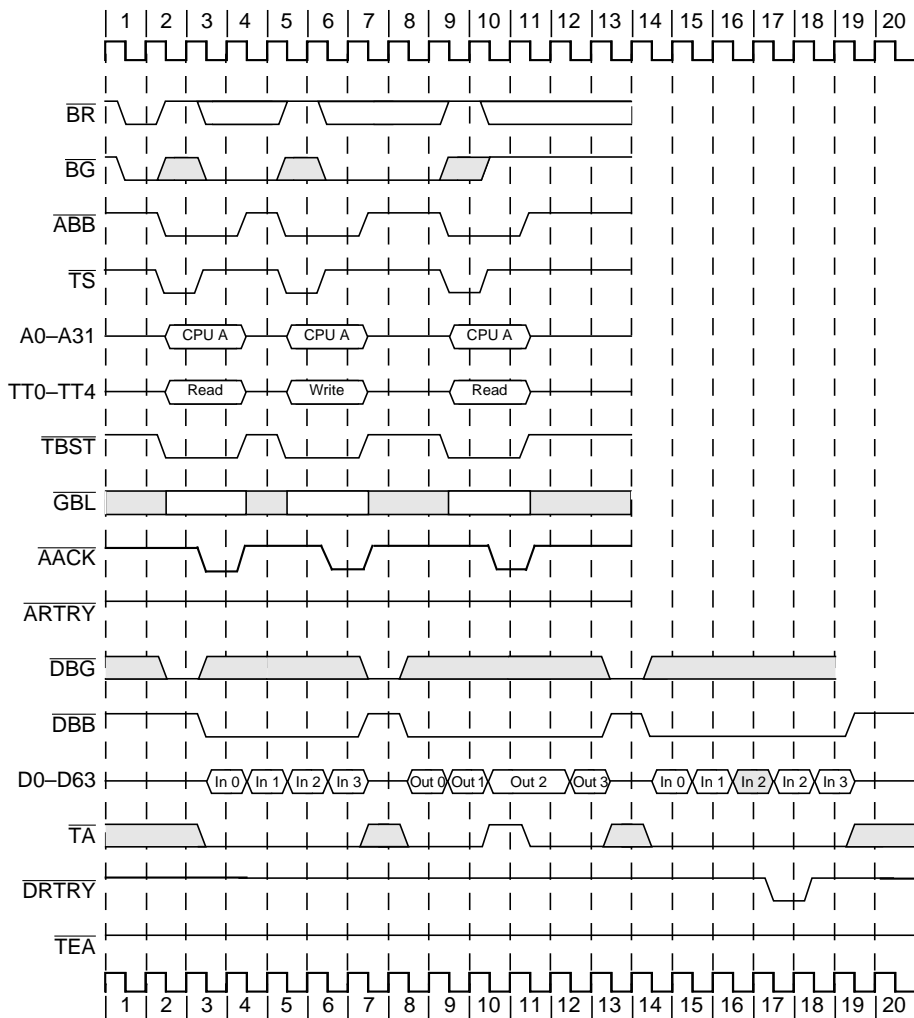 1 2 3 4 5 6 7 8 9 10 11 12 13 14 15 16 17 18 19 20
BR
BG
ABB
TS
A0–A31 CPU A CPU A CPU A
TT0–TT4 Read Write Read
TBST
GBL
AACK
ARTRY
DBG
DBB
D0–D63 In 0 In 1 In 2 In 3 Out 0 Out 1 Out 2 Out 3 In 0 In 1 In 2 In 2 In 3
TA
DRTRY
TEA
1 2 3 4 5 6 7 8 9 10 11 12 13 14 15 16 17 18 19 20